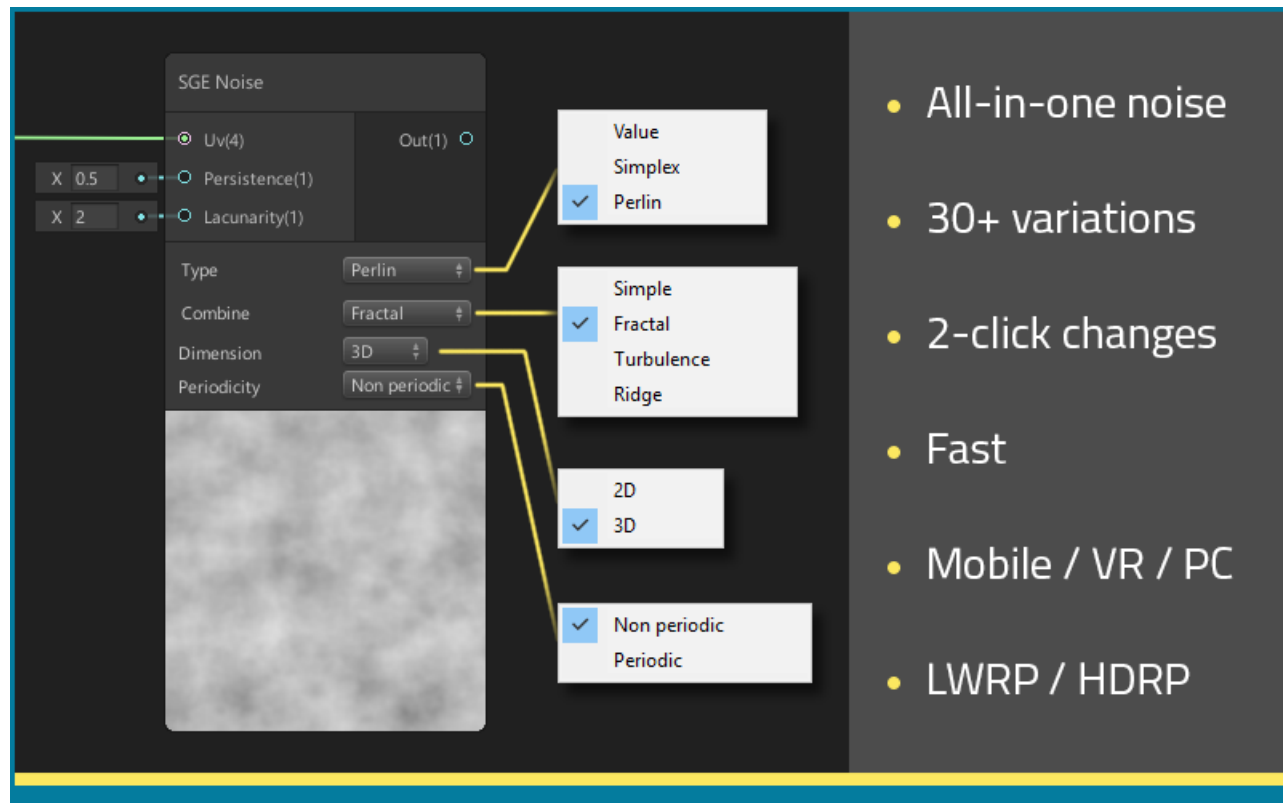 SGE Noise
Uv(4) Out(1)
X 0.5 Persistence(1)
X 2 Lacunarity(1)
Type Perlin
Combine Fractal
Dimension 3D
Periodicity Non periodic
Value
Simplex
Perlin
Simple
Fractal
Turbulence
Ridge
2D
3D
Non periodic
Periodic
All-in-one noise
30+ variations
2-click changes
Fast
Mobile / VR / PC
LWRP / HDRP